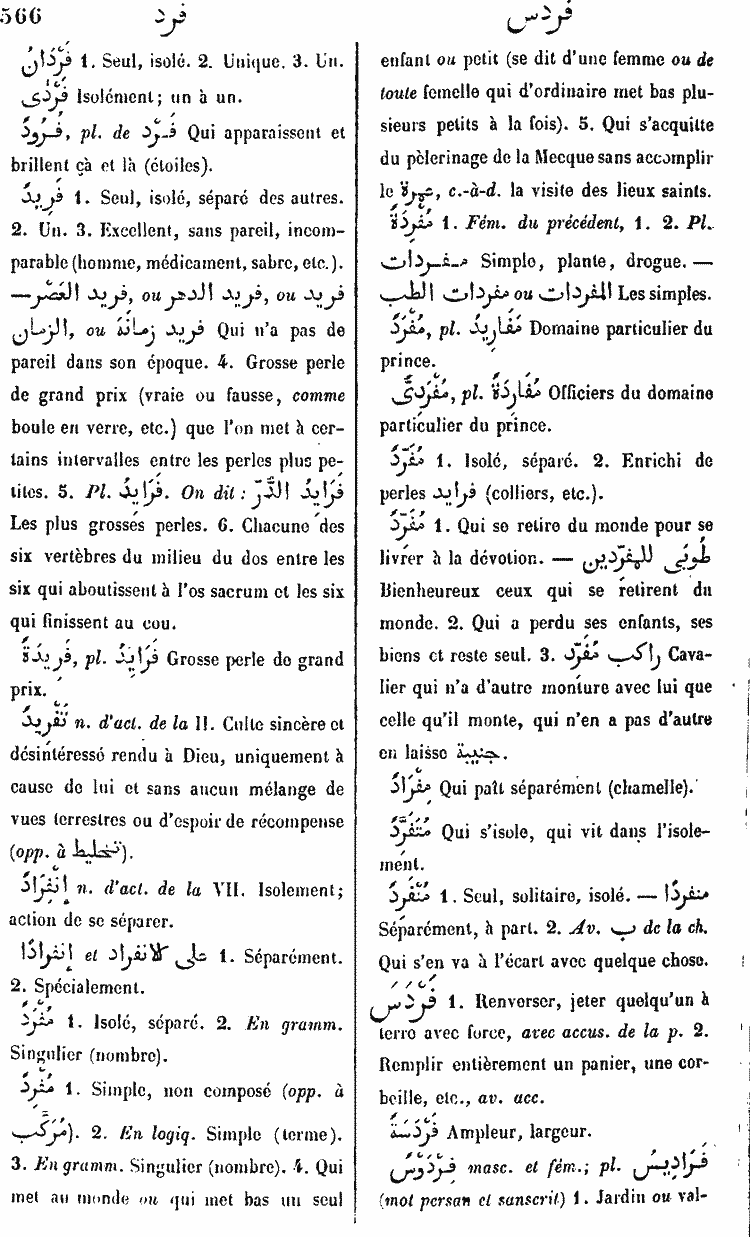 566
فرد
فردس
فَرْدَانُ 1. Seul, isolé. 2. Unique. 3. Un.
فَرْدَى Isolément; un à un.
فُرُودٌ, pl. de فَرْد Qui apparaissent et
brillent çà et là (étoiles).
فَرِيدٌ 1. Seul, isolé, séparé des autres.
2. Un. 3. Excellent, sans pareil, incom-
parable (homme, médicament, sabre, etc.).
— فريد العَصْر, ou فريد الدهر, ou فريد
الزمان, ou فريد زمانهُ Qui n'a pas de
pareil dans son époque. 4. Grosse perle
de grand prix (vraie ou fausse, comme
boule en verre, etc.) que l'on met à cer-
tains intervalles entre les perles plus pe-
tites. 5. Pl. فَرَايِدُ. On dit : فَرَايِدُ الدُّرّ
Les plus grosses perles. 6. Chacune des
six vertèbres du milieu du dos entre les
six qui aboutissent à l'os sacrum et les six
qui finissent au cou.
فَرِيدَةٌ, pl. فَرَايِدُ Grosse perle de grand
prix.
تَفْرِيدٌ n. d'act. de la II. Culte sincère et
désintéressé rendu à Dieu, uniquement à
cause de lui et sans aucun mélange de
vues terrestres ou d'espoir de récompense
(opp. à تخليط).
إِنْفِرَادٌ n. d'act. de la VII. Isolement;
action de se séparer.
إِنفرادًا et على الانفراد 1. Séparément.
2. Spécialement.
مُفْرَدٌ 1. Isolé, séparé. 2. En gramm.
Singulier (nombre).
مُفْرِدٌ 1. Simple, non composé (opp. à
مُرَكَّب). 2. En logiq. Simple (terme).
3. En gramm. Singulier (nombre). 4. Qui
met au monde ou qui met bas un seul
enfant ou petit (se dit d'une femme ou de
toute femelle qui d'ordinaire met bas plu-
sieurs petits à la fois). 5. Qui s'acquitte
du pèlerinage de la Mecque sans accomplir
le عمرة, c.-à-d. la visite des lieux saints.
مُفْرَدَةٌ 1. Fém. du précédent, 1. 2. Pl.
مفردات Simple, plante, drogue. —
المفردات ou مفردات الطب Les simples.
مُفْرَدٌ, pl. مَفَارِيدُ Domaine particulier du
prince.
مُفْرَدِىٌّ, pl. مَفَارِدَةٌ Officiers du domaine
particulier du prince.
مُفَرَّدٌ 1. Isolé, séparé. 2. Enrichi de
perles فرايد (colliers, etc.).
مُفَرِّدٌ 1. Qui se retire du monde pour se
livrer à la dévotion. — طُوبَى للمفرّدين
Bienheureux ceux qui se retirent du
monde. 2. Qui a perdu ses enfants, ses
biens et reste seul. 3. راكب مُفَرِّد Cava-
lier qui n'a d'autre monture avec lui que
celle qu'il monte, qui n'en a pas d'autre
en laisse جنيبة.
مِفْرَادٌ Qui paît séparément (chamelle).
مُتَفَرِّدٌ Qui s'isole, qui vit dans l'isole-
ment.
مُنْفَرِدٌ 1. Seul, solitaire, isolé. — منفردًا
Séparément, à part. 2. Av. ب de la ch.
Qui s'en va à l'écart avec quelque chose.
فَرْدَسَ 1. Renverser, jeter quelqu'un à
terre avec force, avec accus. de la p. 2.
Remplir entièrement un panier, une cor-
beille, etc., av. acc.
فَرْدَسَةٌ Ampleur, largeur.
فِرْدَوْسٌ masc. et fém.; pl. فَرَادِيسُ
(mot persan et sanscrit) 1. Jardin ou val-